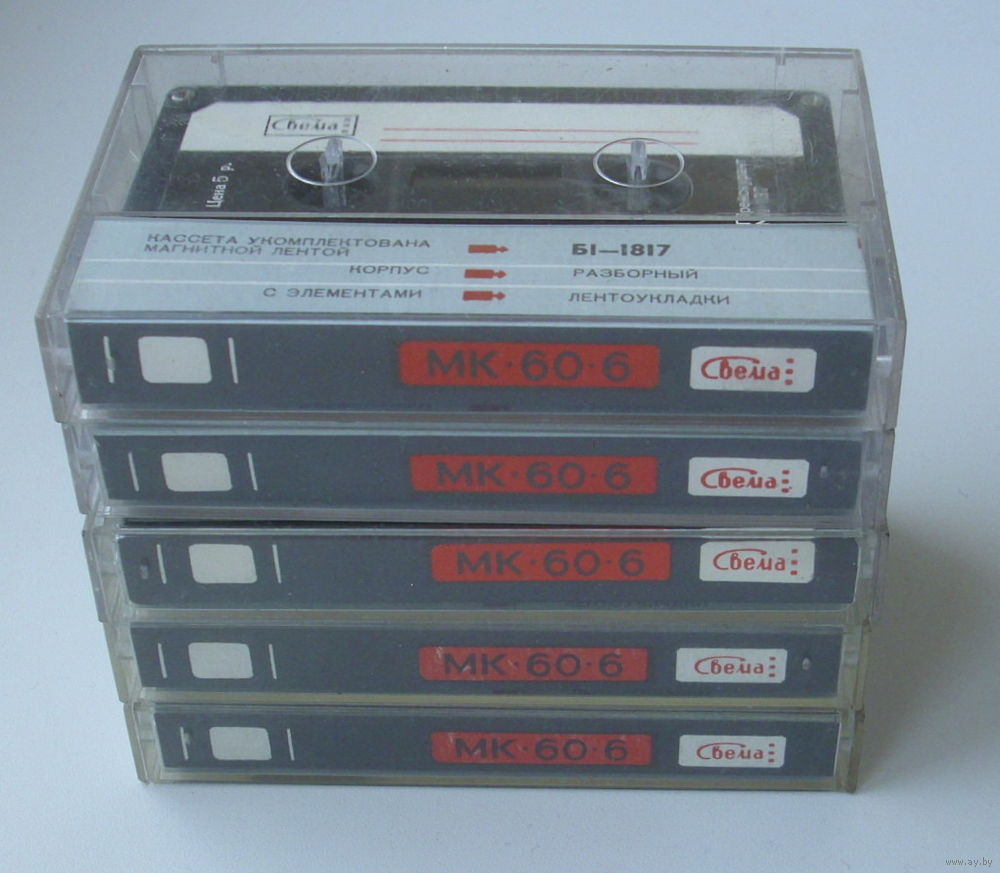 Свема
Цена 5 р.
КАССЕТА УКОМПЛЕКТОВАНА
МАГНИТНОЙ ЛЕНТОЙ
Б1—1817
КОРПУС
РАЗБОРНЫЙ
С ЭЛЕМЕНТАМИ
ЛЕНТОУКЛАДКИ
МК·60·6
Свема
МК·60·6
Свема
МК·60·6
Свема
МК·60·6
Свема
МК·60·6
Свема
www.ay.by